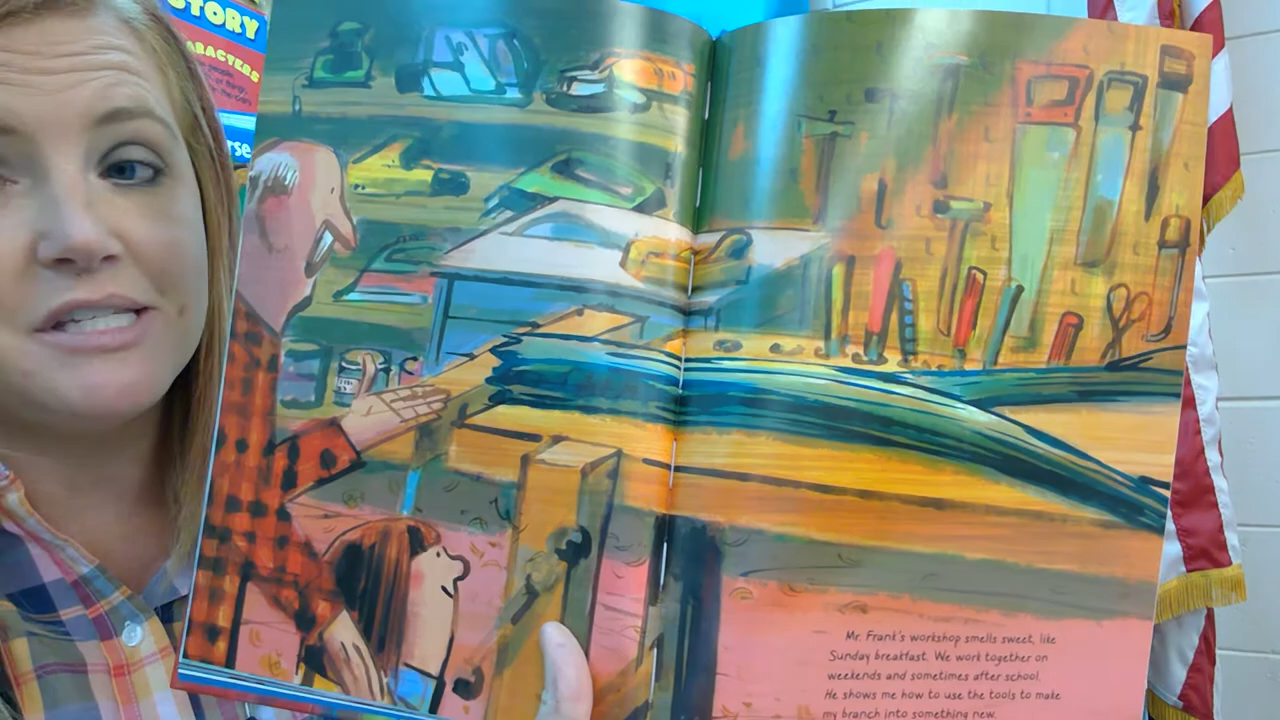 STORY
CHARACTERS
Mr. Frank's workshop smells sweet, like
Sunday breakfast. We work together on
weekends and sometimes after school.
He shows me how to use the tools to make
my branch into something new.